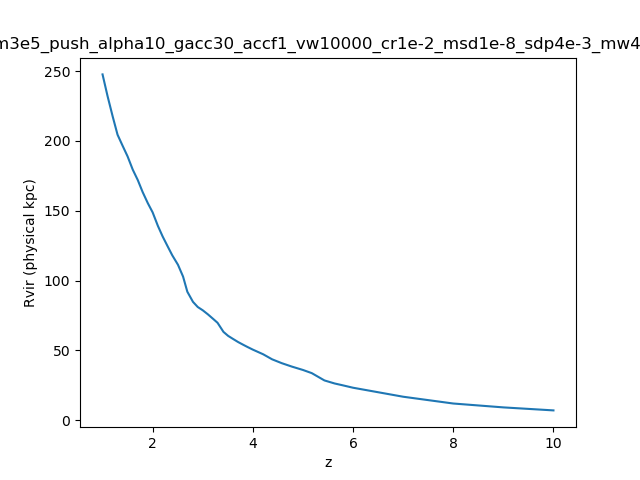 m3e5_push_alpha10_gacc30_accf1_vw10000_cr1e-2_msd1e-8_sdp4e-3_mw4
250
200
150
100
50
0
Rvir (physical kpc)
2 4 6 8 10
z